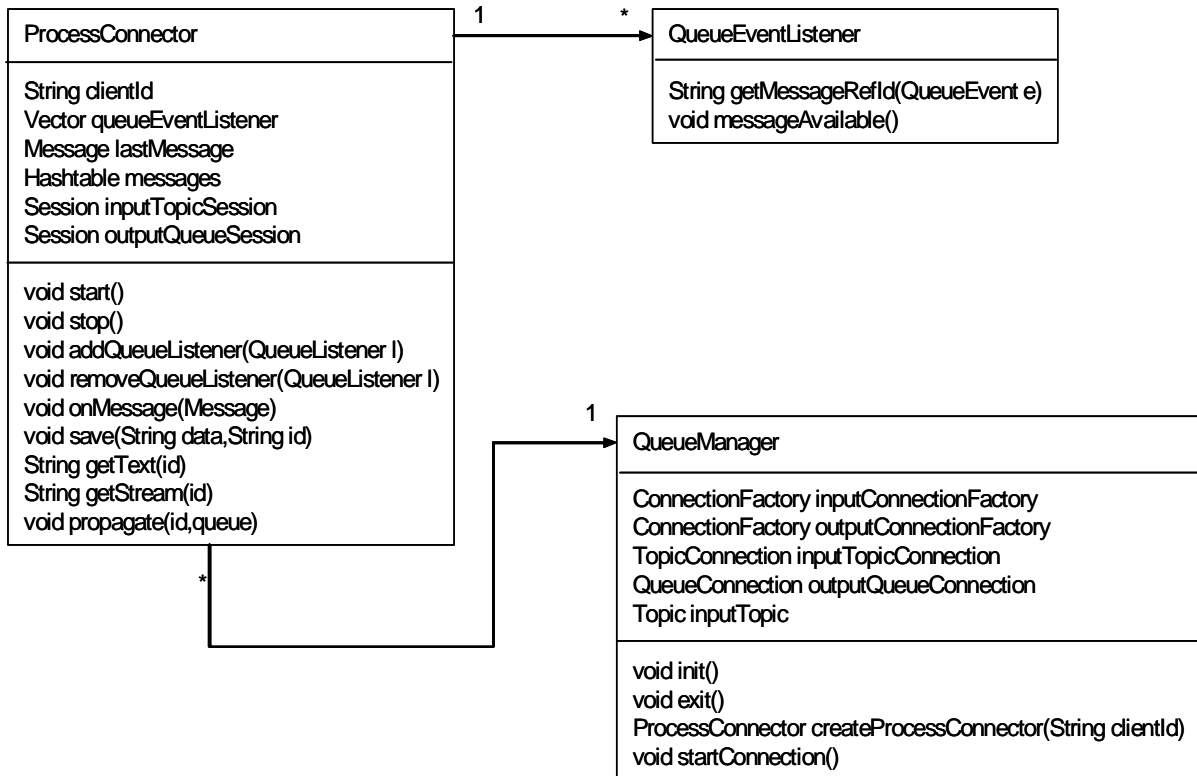 ProcessConnector
String clientId
Vector queueEventListener
Message lastMessage
Hashtable messages
Session inputTopicSession
Session outputQueueSession
void start()
void stop()
void addQueueListener(QueueListener l)
void removeQueueListener(QueueListener l)
void onMessage(Message)
void save(String data,String id)
String getText(id)
String getStream(id)
void propagate(id,queue)
1
*
QueueEventListener
String getMessageRefId(QueueEvent e)
void messageAvailable()
*
1
QueueManager
ConnectionFactory inputConnectionFactory
ConnectionFactory outputConnectionFactory
TopicConnection inputTopicConnection
QueueConnection outputQueueConnection
Topic inputTopic
void init()
void exit()
ProcessConnector createProcessConnector(String clientId)
void startConnection()